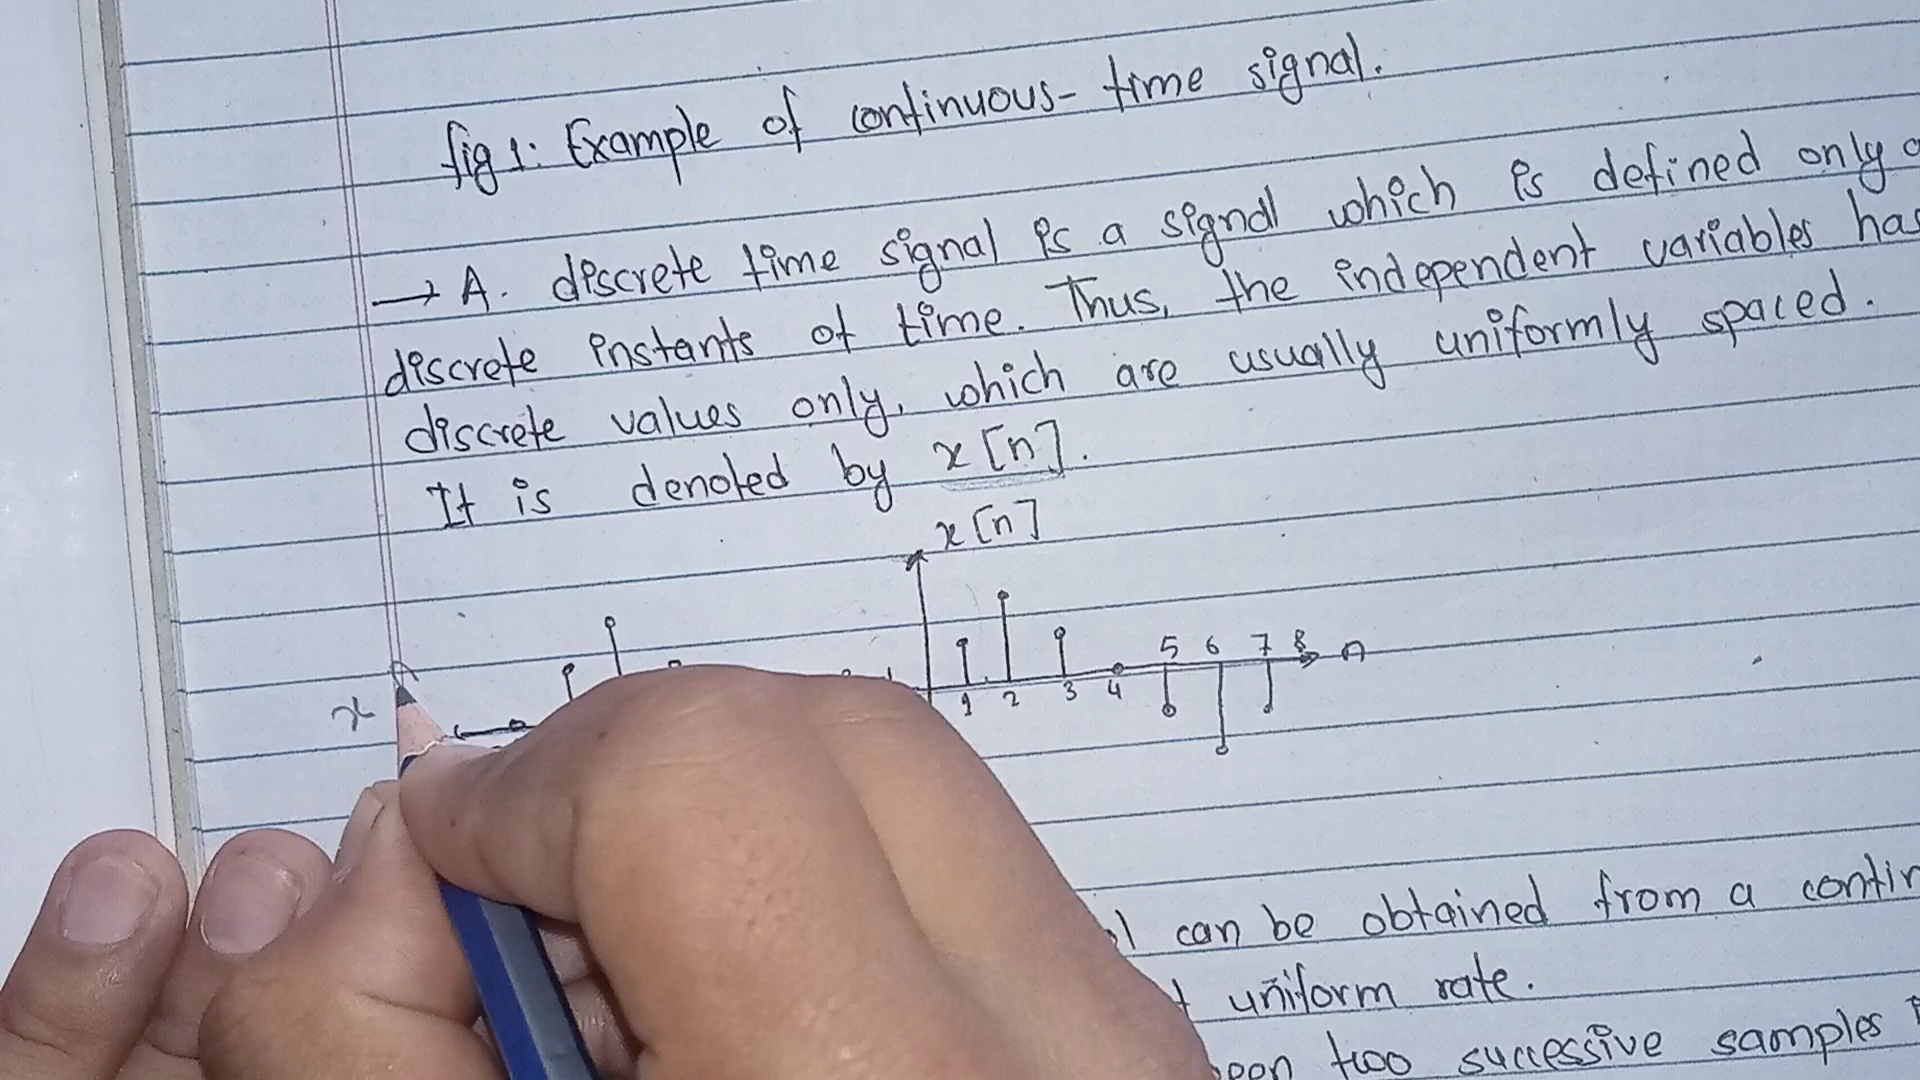 fig 1: Example of continuous-time signal.
→ A. discrete time signal is a signal which is defined only
discrete instants of time. Thus, the independent variables has
discrete values only, which are usually uniformly spaced.
It is denoted by x[n].
x[n]
5 6 7 8 n
1 2 3 4
x
can be obtained from a contin
uniform rate.
two successive samples